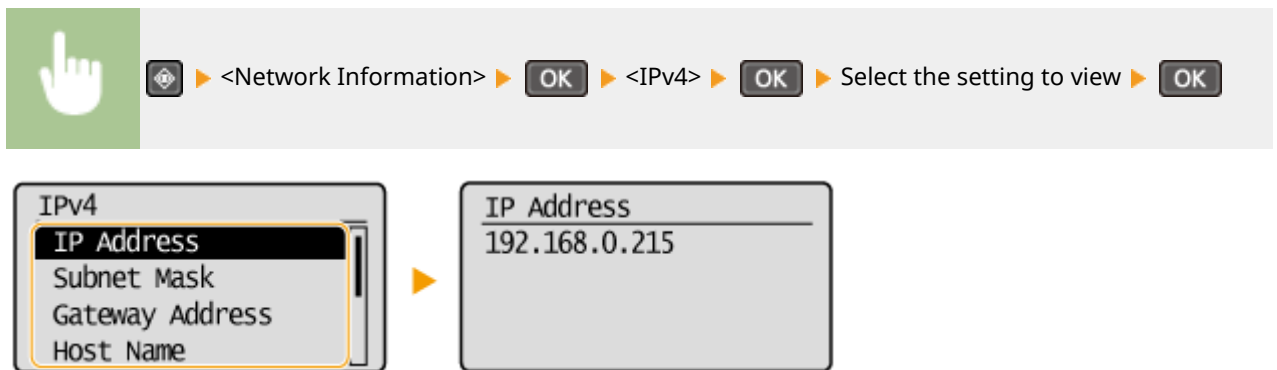 <Network Information> OK <IPv4> OK Select the setting to view OK
IPv4
IP Address
Subnet Mask
Gateway Address
Host Name
IP Address
192.168.0.215